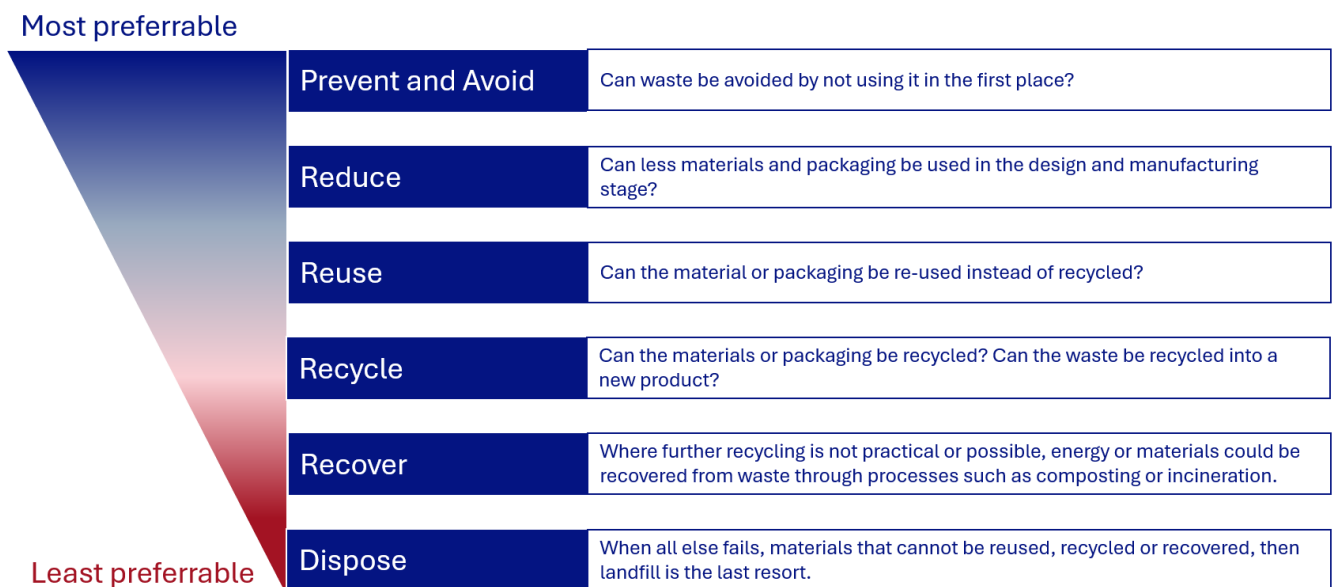 Most preferrable
Prevent and Avoid
Can waste be avoided by not using it in the first place?
Reduce
Can less materials and packaging be used in the design and manufacturing
stage?
Reuse
Can the material or packaging be re-used instead of recycled?
Recycle
Can the materials or packaging be recycled? Can the waste be recycled into a
new product?
Recover
Where further recycling is not practical or possible, energy or materials could be
recovered from waste through processes such as composting or incineration.
Dispose
When all else fails, materials that cannot be reused, recycled or recovered, then
landfill is the last resort.
Least preferrable